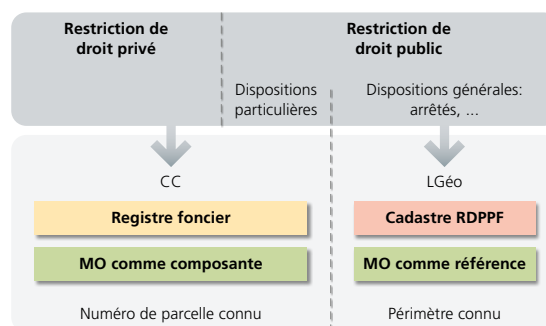 Restriction de
droit privé
Restriction de
droit public
Dispositions
particulières
Dispositions générales:
arrêtés, ...
CC
LGéo
Registre foncier
Cadastre RDPPF
MO comme composante
MO comme référence
Numéro de parcelle connu
Périmètre connu